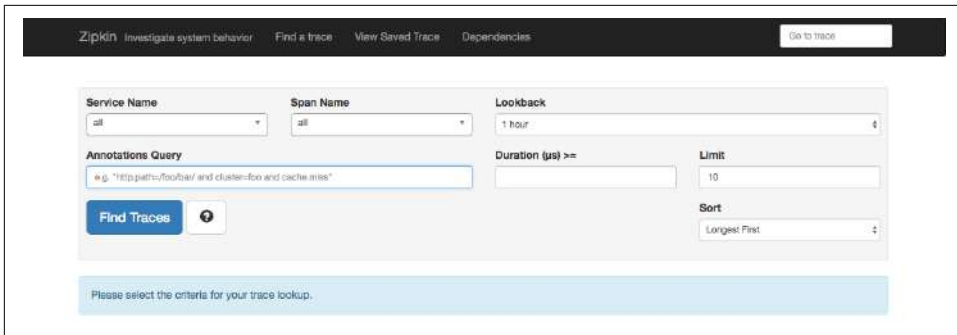 Zipkin Investigate system behavior Find a trace View Saved Trace Dependencies Go to trace
Service Name Span Name Lookback
all all 1 hour
Annotations Query Duration (µs) >= Limit
e.g. "http.path=/foo/bar/ and cluster=foo and cache.miss" 10
Find Traces Sort
Longest First
Please select the criteria for your trace lookup.